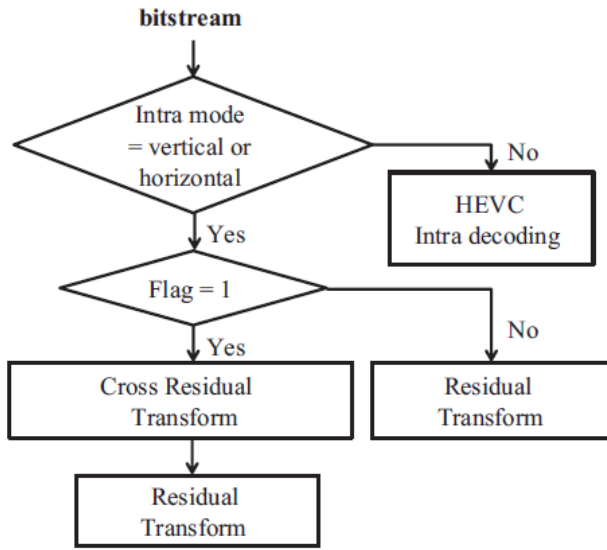 bitstream
Intra mode
= vertical or
horizontal
No
HEVC
Intra decoding
Yes
Flag = 1
No
Yes
Cross Residual
Transform
Residual
Transform
Residual
Transform